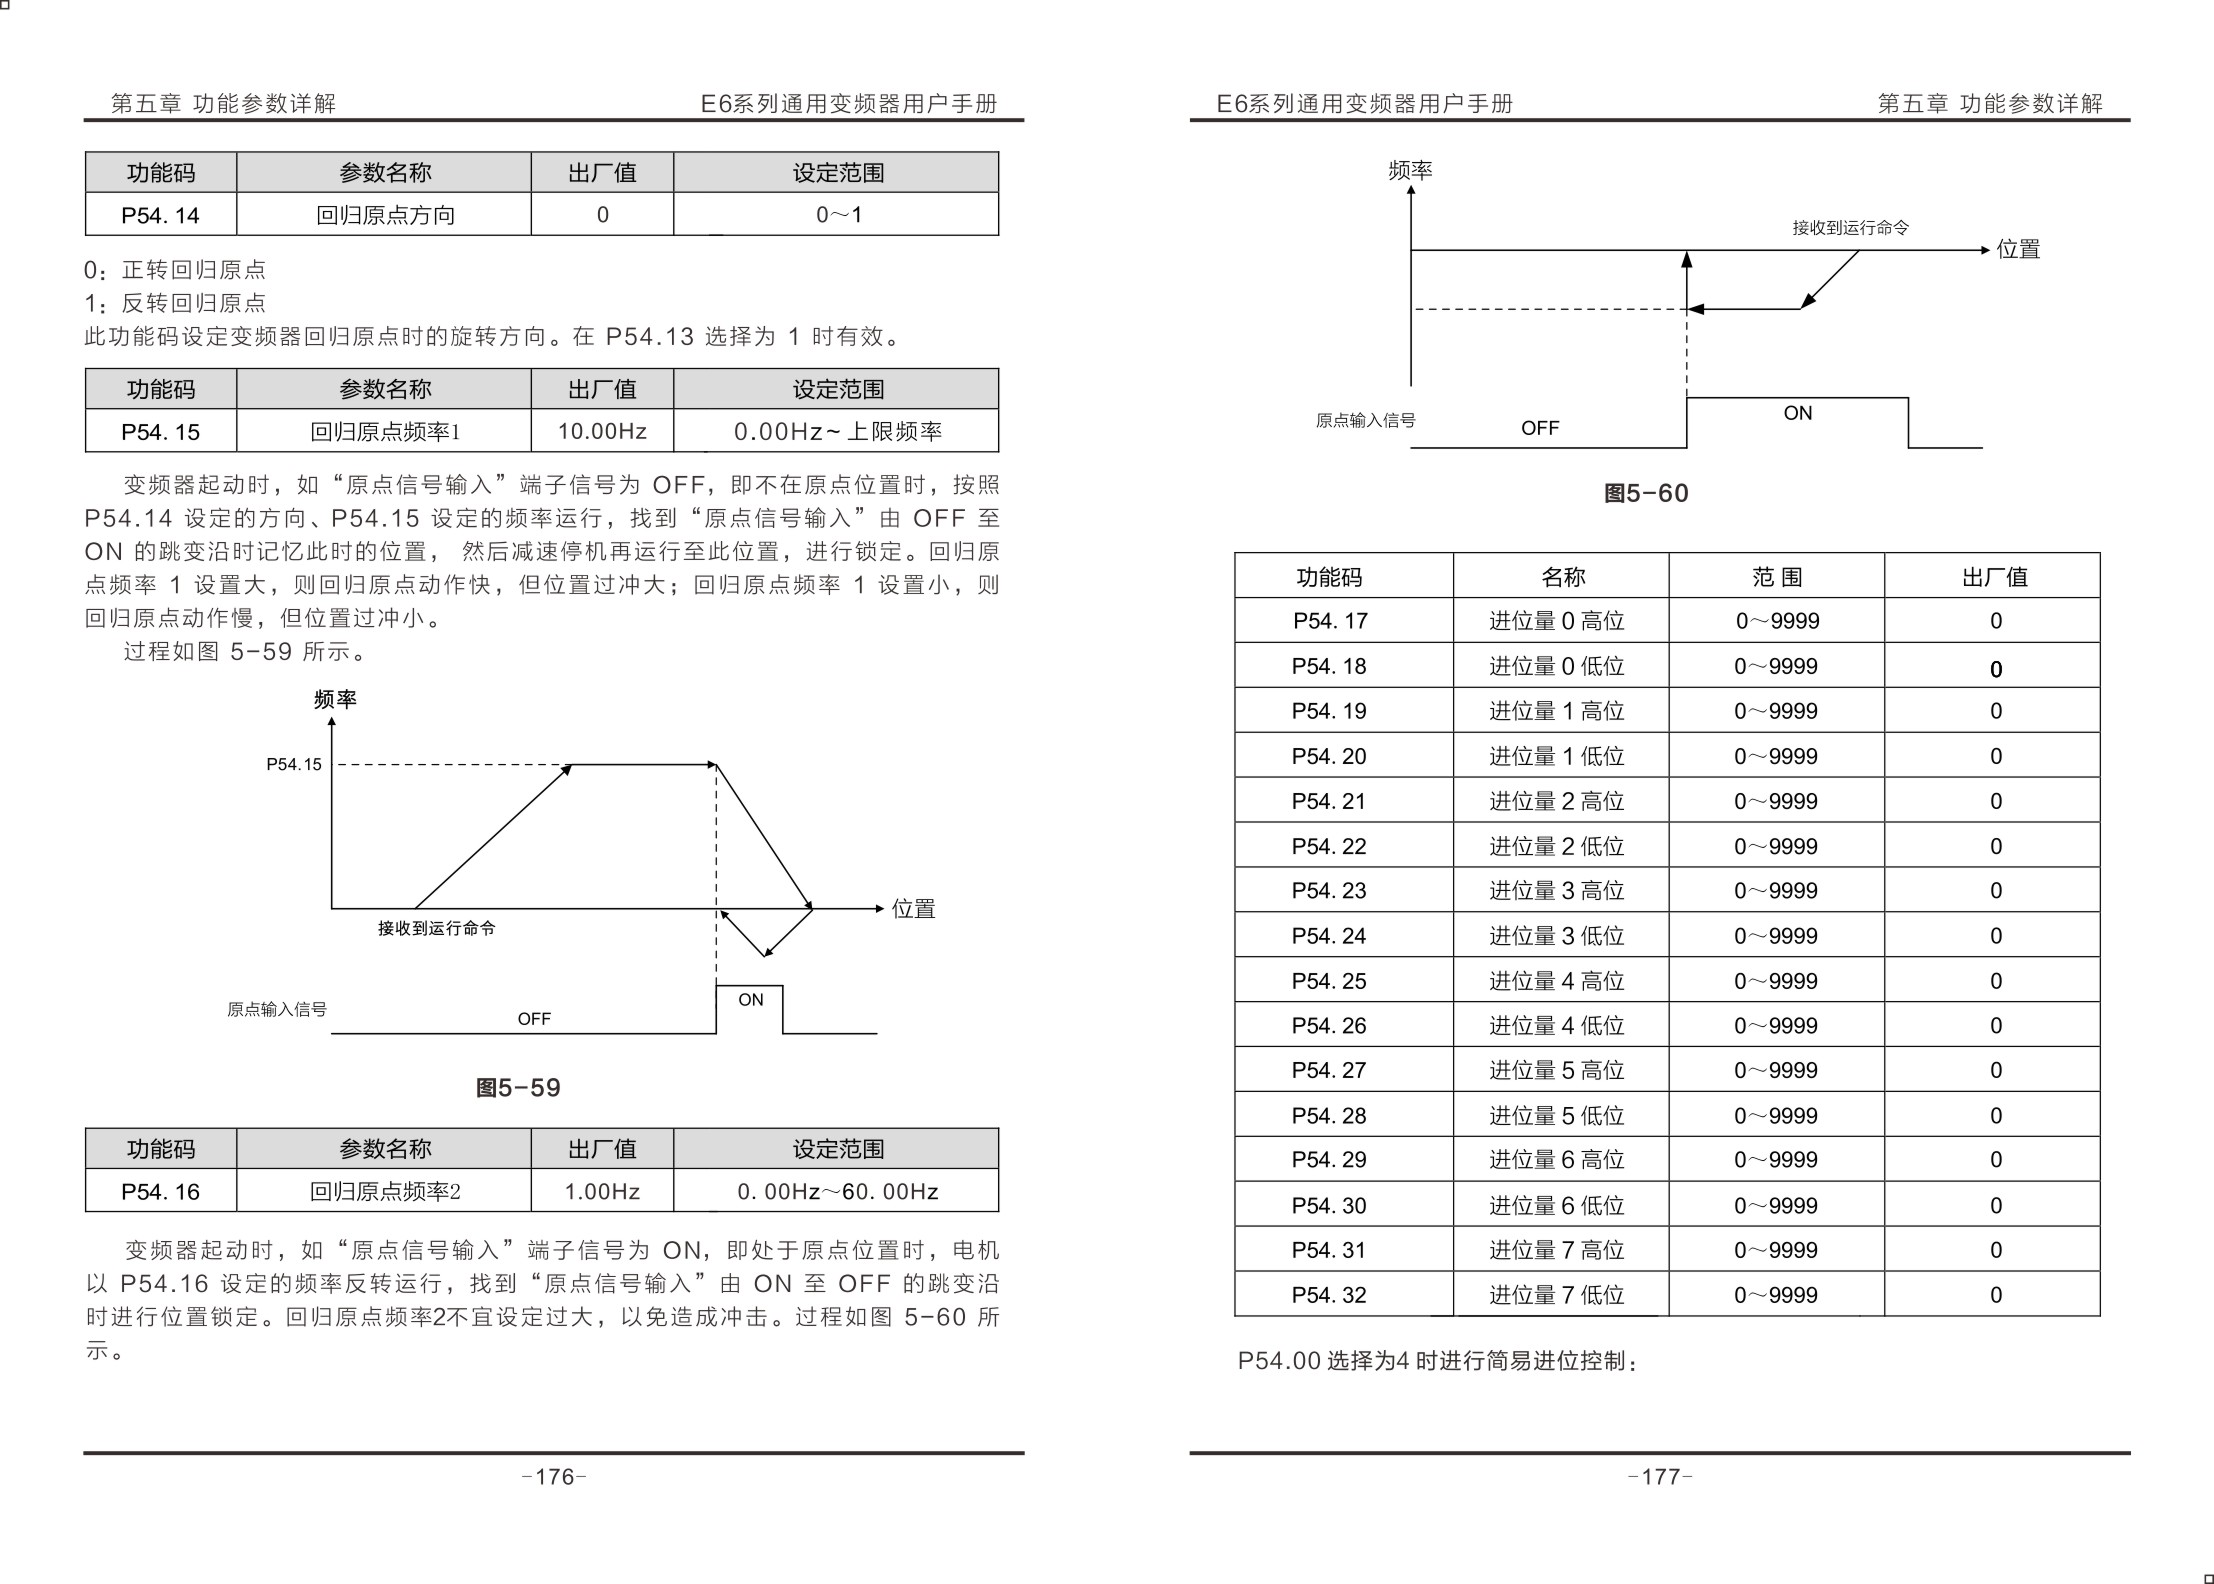 第五章 功能参数详解 E6系列通用变频器用户手册
功能码 参数名称 出厂值 设定范围
P54.14 回归原点方向 0 0～1
0：正转回归原点
1：反转回归原点
此功能码设定变频器回归原点时的旋转方向。在 P54.13 选择为 1 时有效。
功能码 参数名称 出厂值 设定范围
P54.15 回归原点频率1 10.00Hz 0.00Hz~上限频率
变频器起动时，如“原点信号输入”端子信号为 OFF，即不在原点位置时，按照
P54.14 设定的方向、P54.15 设定的频率运行，找到“原点信号输入”由 OFF 至
ON 的跳变沿时记忆此时的位置， 然后减速停机再运行至此位置，进行锁定。回归原
点频率 1 设置大，则回归原点动作快，但位置过冲大；回归原点频率 1 设置小，则
回归原点动作慢，但位置过冲小。
过程如图 5-59 所示。
频率
P54.15
位置
接收到运行命令
原点输入信号
OFF
ON
图5-59
功能码 参数名称 出厂值 设定范围
P54.16 回归原点频率2 1.00Hz 0.00Hz～60.00Hz
变频器起动时，如“原点信号输入”端子信号为 ON，即处于原点位置时，电机
以 P54.16 设定的频率反转运行，找到“原点信号输入”由 ON 至 OFF 的跳变沿
时进行位置锁定。回归原点频率2不宜设定过大，以免造成冲击。过程如图 5-60 所
示。
-176-
E6系列通用变频器用户手册 第五章 功能参数详解
频率
接收到运行命令
位置
原点输入信号
OFF
ON
图5-60
功能码 名称 范 围 出厂值
P54.17 进位量 0 高位 0～9999 0
P54.18 进位量 0 低位 0～9999 0
P54.19 进位量 1 高位 0～9999 0
P54.20 进位量 1 低位 0～9999 0
P54.21 进位量 2 高位 0～9999 0
P54.22 进位量 2 低位 0～9999 0
P54.23 进位量 3 高位 0～9999 0
P54.24 进位量 3 低位 0～9999 0
P54.25 进位量 4 高位 0～9999 0
P54.26 进位量 4 低位 0～9999 0
P54.27 进位量 5 高位 0～9999 0
P54.28 进位量 5 低位 0～9999 0
P54.29 进位量 6 高位 0～9999 0
P54.30 进位量 6 低位 0～9999 0
P54.31 进位量 7 高位 0～9999 0
P54.32 进位量 7 低位 0～9999 0
P54.00 选择为4 时进行简易进位控制：
-177-